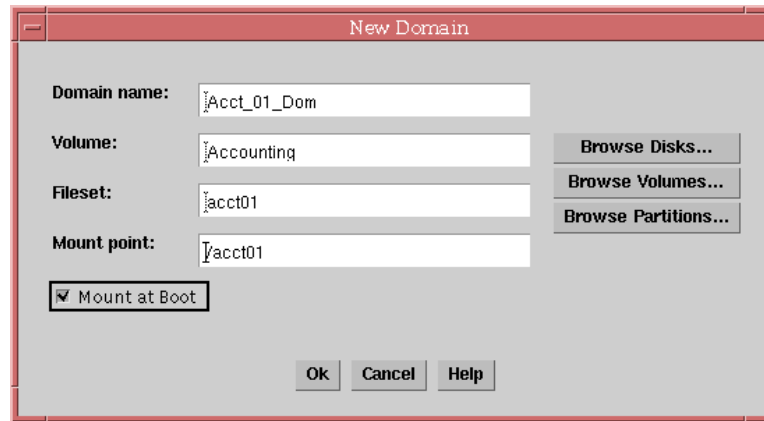 New Domain
Domain name: Acct_01_Dom
Volume: Accounting
Browse Disks...
Browse Volumes...
Fileset: acct01
Browse Partitions...
Mount point: /acct01
Mount at Boot
Ok Cancel Help